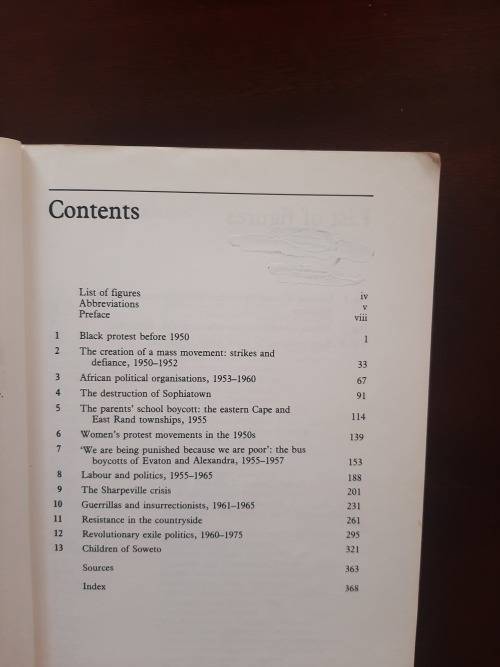 Contents
List of figures iv
Abbreviations v
Preface viii
1 Black protest before 1950 1
2 The creation of a mass movement: strikes and
defiance, 1950–1952 33
3 African political organisations, 1953–1960 67
4 The destruction of Sophiatown 91
5 The parents' school boycott: the eastern Cape and
East Rand townships, 1955 114
6 Women's protest movements in the 1950s 139
7 'We are being punished because we are poor': the bus
boycotts of Evaton and Alexandra, 1955–1957 153
8 Labour and politics, 1955–1965 188
9 The Sharpeville crisis 201
10 Guerrillas and insurrectionists, 1961–1965 231
11 Resistance in the countryside 261
12 Revolutionary exile politics, 1960–1975 295
13 Children of Soweto 321
Sources 363
Index 368